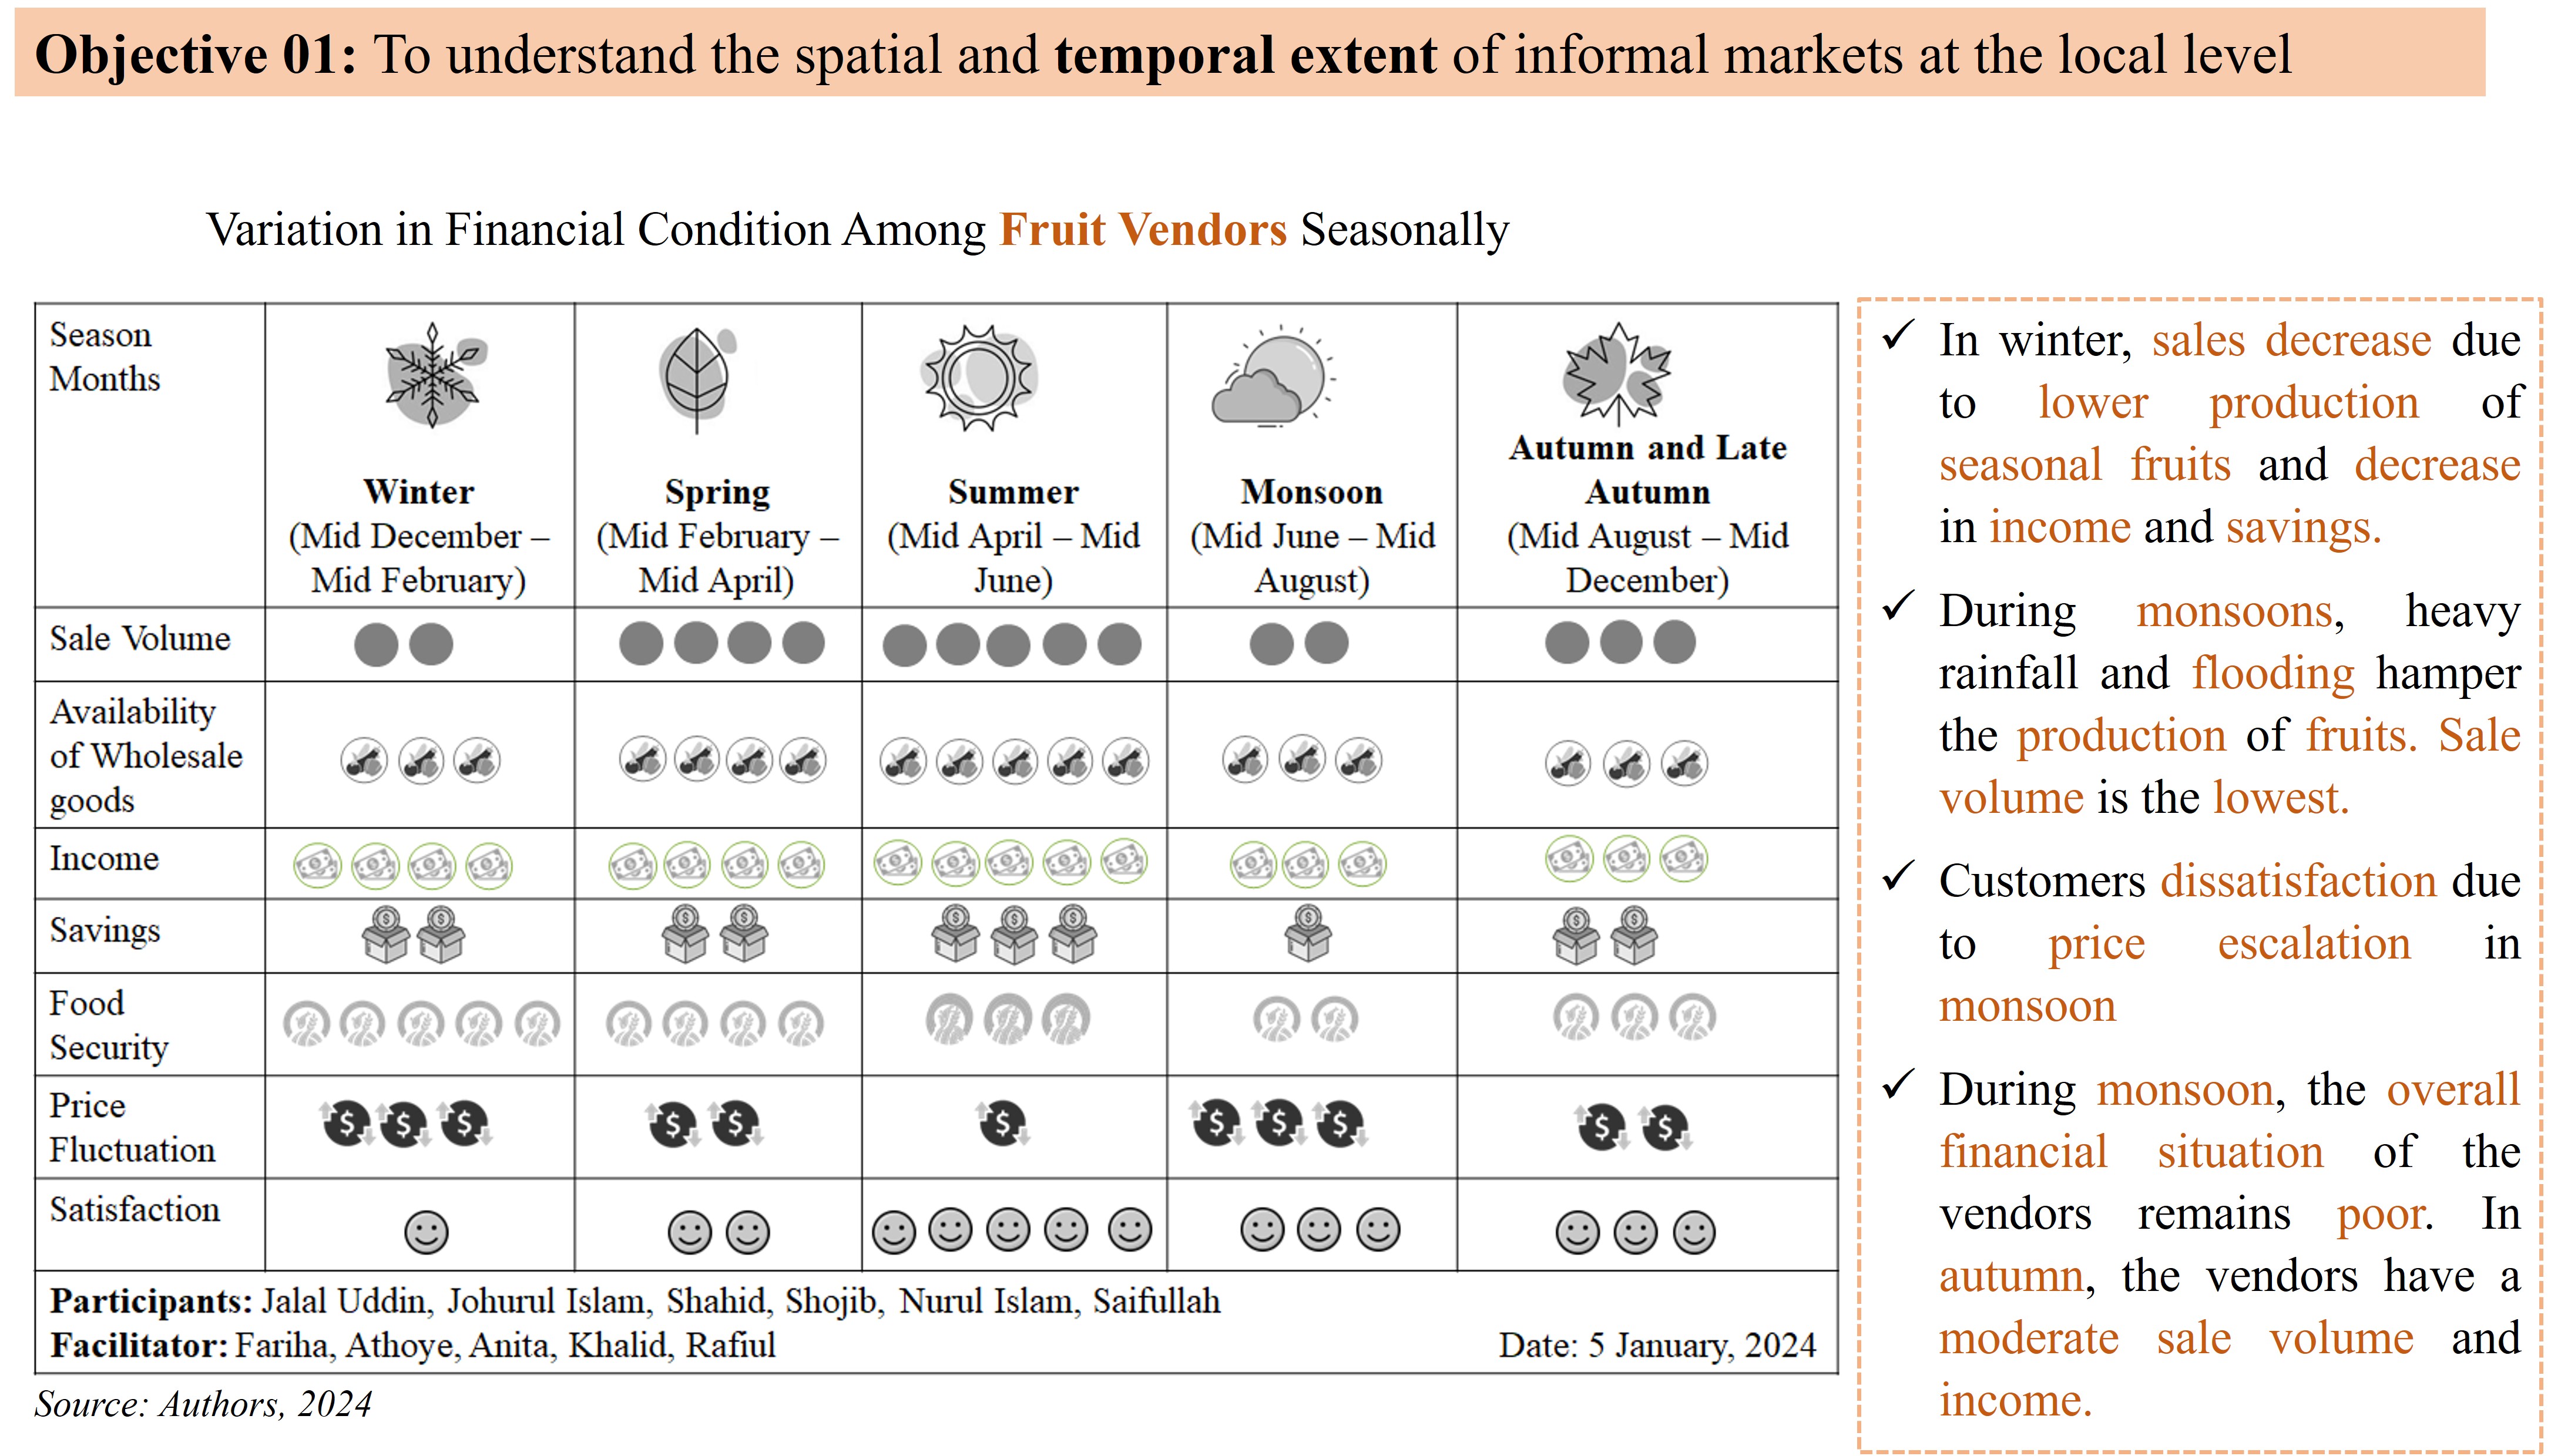 Objective 01: To understand the spatial and temporal extent of informal markets at the local level
Variation in Financial Condition Among Fruit Vendors Seasonally
Season
Months
Winter
(Mid December –
Mid February)
Spring
(Mid February –
Mid April)
Summer
(Mid April – Mid
June)
Monsoon
(Mid June – Mid
August)
Autumn and Late
Autumn
(Mid August – Mid
December)
Sale Volume
Availability
of Wholesale
goods
Income
Savings
Food
Security
Price
Fluctuation
Satisfaction
Participants: Jalal Uddin, Johurul Islam, Shahid, Shojib, Nurul Islam, Saifullah
Facilitator: Fariha, Athoye, Anita, Khalid, Rafiul
Date: 5 January, 2024
Source: Authors, 2024
✓ In winter, sales decrease due
to lower production of
seasonal fruits and decrease
in income and savings.
✓ During monsoons, heavy
rainfall and flooding hamper
the production of fruits. Sale
volume is the lowest.
✓ Customers dissatisfaction due
to price escalation in
monsoon
✓ During monsoon, the overall
financial situation of the
vendors remains poor. In
autumn, the vendors have a
moderate sale volume and
income.